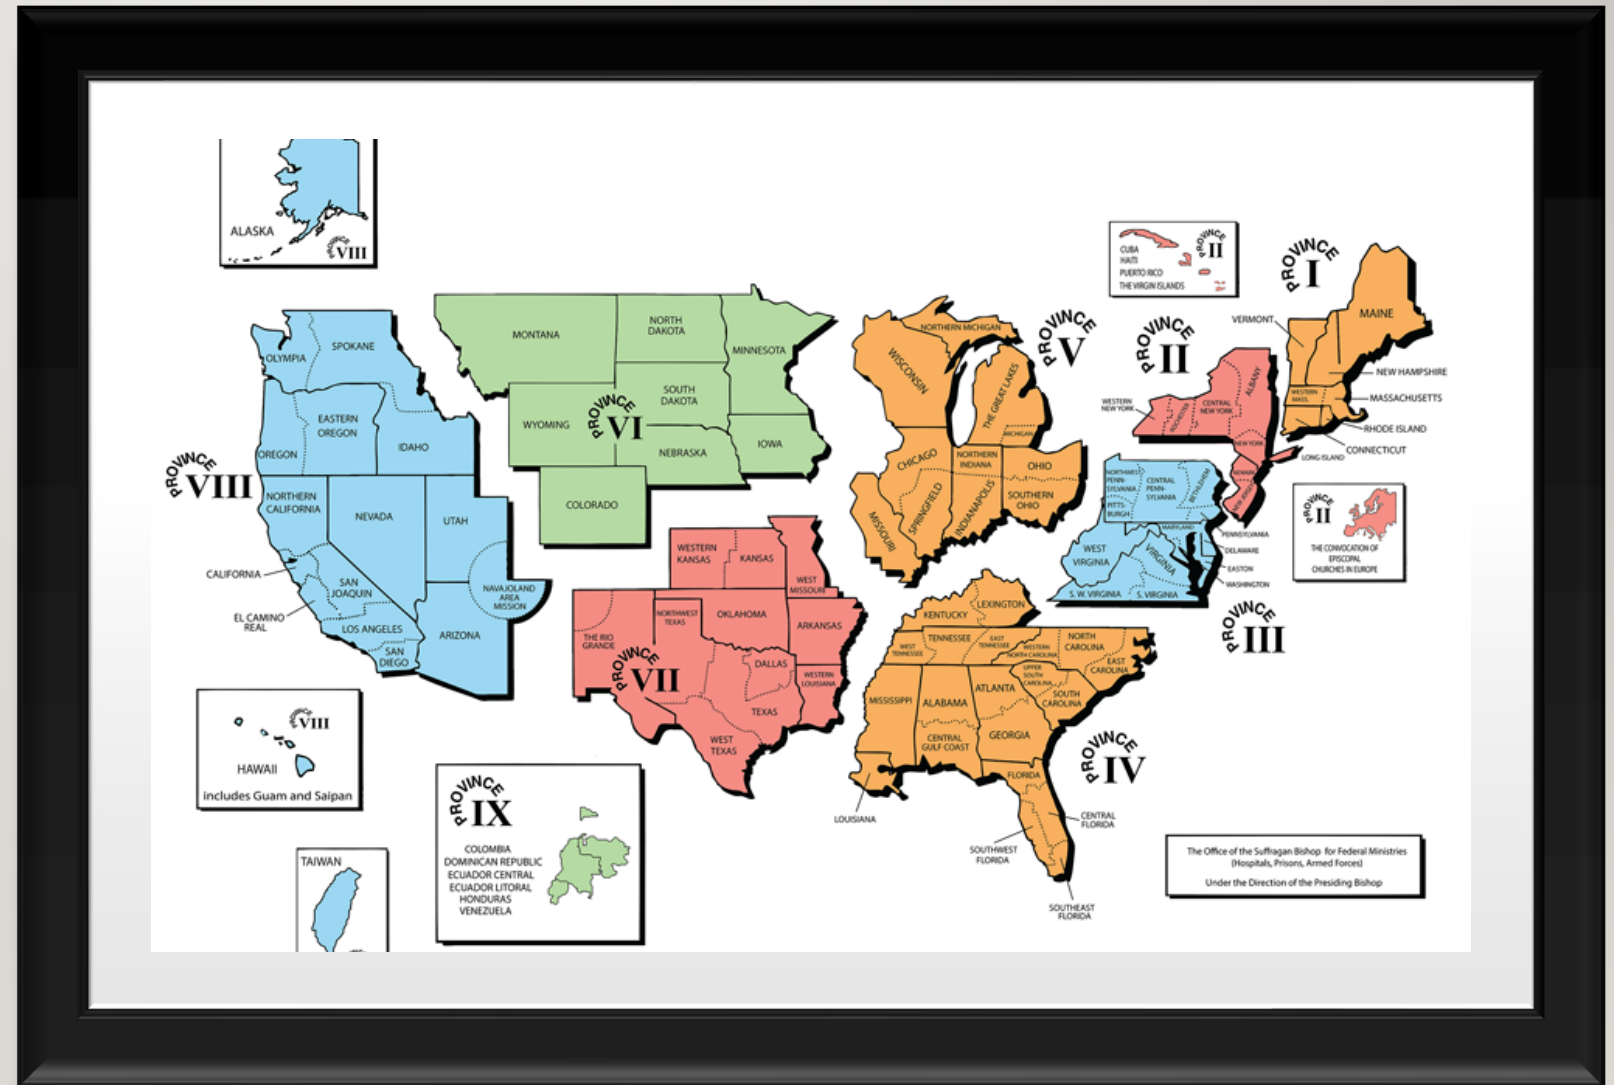 ALASKA
PROVINCE
VIII
PROVINCE
VIII
OLYMPIA
SPOKANE
EASTERN
OREGON
OREGON
IDAHO
NORTHERN
CALIFORNIA
NEVADA
UTAH
CALIFORNIA
SAN
JOAQUIN
NAVAJOLAND
AREA
MISSION
EL CAMINO
REAL
LOS ANGELES
SAN
DIEGO
ARIZONA
PROVINCE
VIII
HAWAII
includes Guam and Saipan
TAIWAN
MONTANA
NORTH
DAKOTA
MINNESOTA
SOUTH
DAKOTA
WYOMING
PROVINCE
VI
NEBRASKA
IOWA
COLORADO
WESTERN
KANSAS
KANSAS
WEST
MISSOURI
THE RIO
GRANDE
NORTHWEST
TEXAS
OKLAHOMA
ARKANSAS
PROVINCE
VII
DALLAS
WESTERN
LOUISIANA
TEXAS
WEST
TEXAS
PROVINCE
IX
COLOMBIA
DOMINICAN REPUBLIC
ECUADOR CENTRAL
ECUADOR LITORAL
HONDURAS
VENEZUELA
NORTHERN MICHIGAN
WISCONSIN
THE GREAT LAKES
MICHIGAN
PROVINCE
V
CHICAGO
NORTHERN
INDIANA
OHIO
SPRINGFIELD
INDIANAPOLIS
SOUTHERN
OHIO
MISSOURI
KENTUCKY
LEXINGTON
WEST
TENNESSEE
TENNESSEE
EAST
TENNESSEE
WESTERN
NORTH CAROLINA
NORTH
CAROLINA
EAST
CAROLINA
UPPER
SOUTH
CAROLINA
SOUTH
CAROLINA
MISSISSIPPI
ALABAMA
ATLANTA
CENTRAL
GULF COAST
GEORGIA
PROVINCE
IV
FLORIDA
LOUISIANA
CENTRAL
FLORIDA
SOUTHWEST
FLORIDA
SOUTHEAST
FLORIDA
CUBA
HAITI
PUERTO RICO
THE VIRGIN ISLANDS
PROVINCE
II
PROVINCE
I
VERMONT
MAINE
NEW HAMPSHIRE
WESTERN
MASS.
MASSACHUSETTS
RHODE ISLAND
CONNECTICUT
PROVINCE
II
WESTERN
NEW YORK
ROCHESTER
CENTRAL
NEW YORK
ALBANY
NEW YORK
LONG ISLAND
NEWARK
NEW JERSEY
PROVINCE
II
THE CONVOCATION OF
EPISCOPAL
CHURCHES IN EUROPE
NORTHWEST
PENN-
SYLVANIA
CENTRAL
PENN-
SYLVANIA
BETHLEHEM
PITTS-
BURGH
PENNSYLVANIA
MARYLAND
DELAWARE
EASTON
WASHINGTON
WEST
VIRGINIA
VIRGINIA
S. W. VIRGINIA
S. VIRGINIA
PROVINCE
III
The Office of the Suffragan Bishop for Federal Ministries
(Hospitals, Prisons, Armed Forces)
Under the Direction of the Presiding Bishop